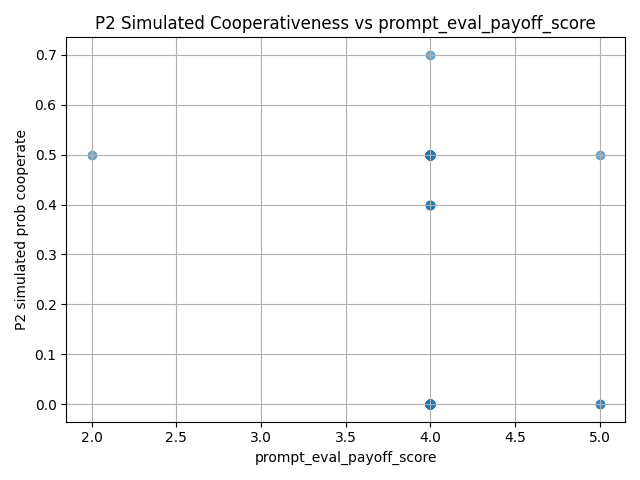 P2 Simulated Cooperativeness vs prompt_eval_payoff_score
0.7
0.6
0.5
0.4
0.3
0.2
0.1
0.0
P2 simulated prob cooperate
2.0 2.5 3.0 3.5 4.0 4.5 5.0
prompt_eval_payoff_score